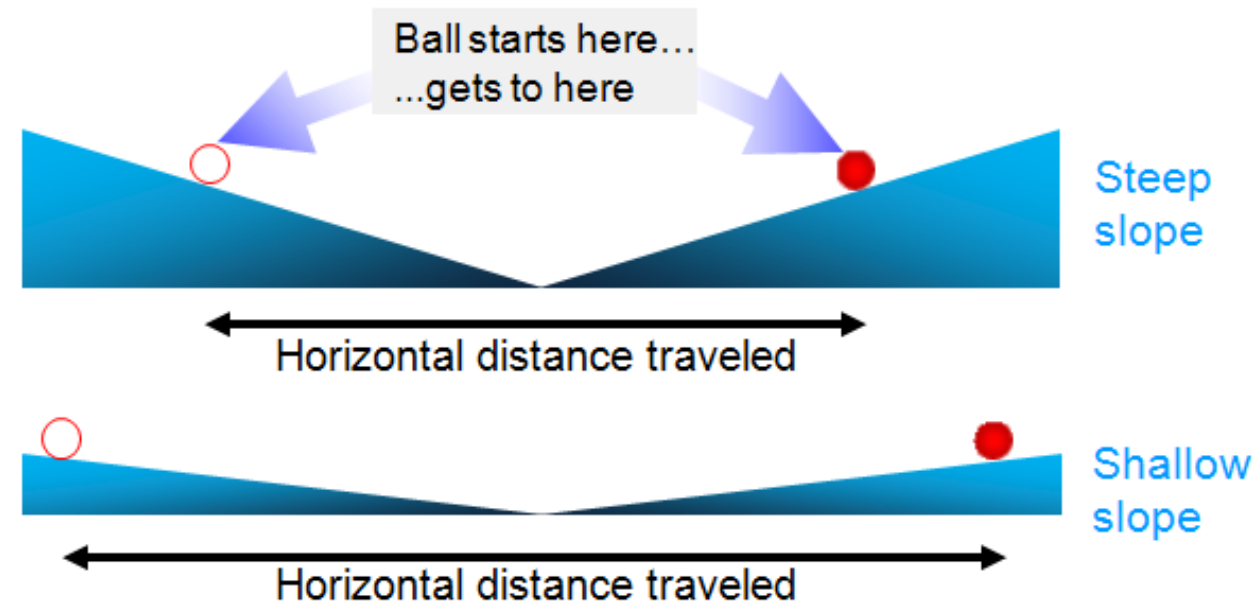 Ball starts here…
...gets to here
Steep
slope
Horizontal distance traveled
Shallow
slope
Horizontal distance traveled